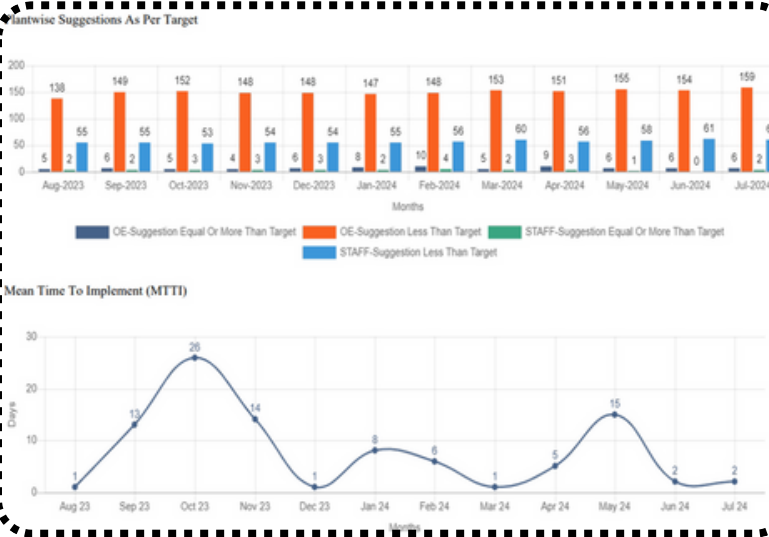 Plantwise Suggestions As Per Target
200
150
100
50
0
138 149 152 148 148 147 148 153 151 155 154 159
5 2 55 6 2 55 5 3 53 4 3 54 6 3 54 8 2 55 10 4 56 5 2 60 9 3 56 6 1 58 6 0 61 6 2
Aug-2023 Sep-2023 Oct-2023 Nov-2023 Dec-2023 Jan-2024 Feb-2024 Mar-2024 Apr-2024 May-2024 Jun-2024 Jul-2024
Months
OE-Suggestion Equal Or More Than Target OE-Suggestion Less Than Target STAFF-Suggestion Equal Or More Than Target
STAFF-Suggestion Less Than Target
Mean Time To Implement (MTTI)
Days
30
20
10
0
1 13 26 14 1 8 6 1 5 15 2 2
Aug 23 Sep 23 Oct 23 Nov 23 Dec 23 Jan 24 Feb 24 Mar 24 Apr 24 May 24 Jun 24 Jul 24
Months